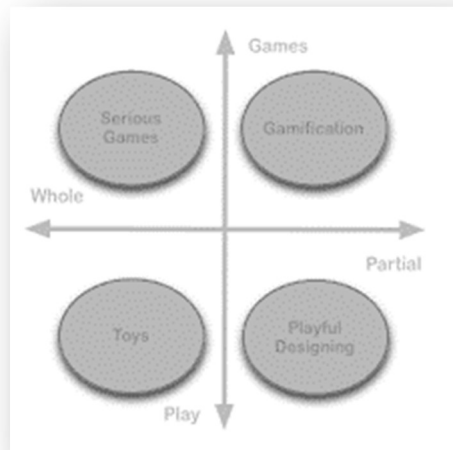 Games
Serious
Games
Gamification
Whole
Partial
Toys
Playful
Designing
Play